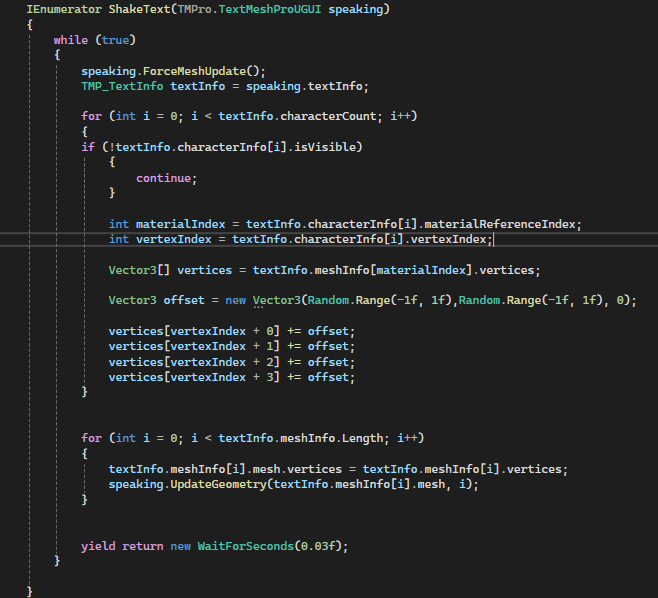 IEnumerator ShakeText(TMPro.TextMeshProUGUI speaking)
{
while (true)
{
speaking.ForceMeshUpdate();
TMP_TextInfo textInfo = speaking.textInfo;
for (int i = 0; i < textInfo.characterCount; i++)
{
if (!textInfo.characterInfo[i].isVisible)
{
continue;
}
int materialIndex = textInfo.characterInfo[i].materialReferenceIndex;
int vertexIndex = textInfo.characterInfo[i].vertexIndex;
Vector3[] vertices = textInfo.meshInfo[materialIndex].vertices;
Vector3 offset = new Vector3(Random.Range(-1f, 1f),Random.Range(-1f, 1f), 0);
vertices[vertexIndex + 0] += offset;
vertices[vertexIndex + 1] += offset;
vertices[vertexIndex + 2] += offset;
vertices[vertexIndex + 3] += offset;
}
for (int i = 0; i < textInfo.meshInfo.Length; i++)
{
textInfo.meshInfo[i].mesh.vertices = textInfo.meshInfo[i].vertices;
speaking.UpdateGeometry(textInfo.meshInfo[i].mesh, i);
}
yield return new WaitForSeconds(0.03f);
}
}